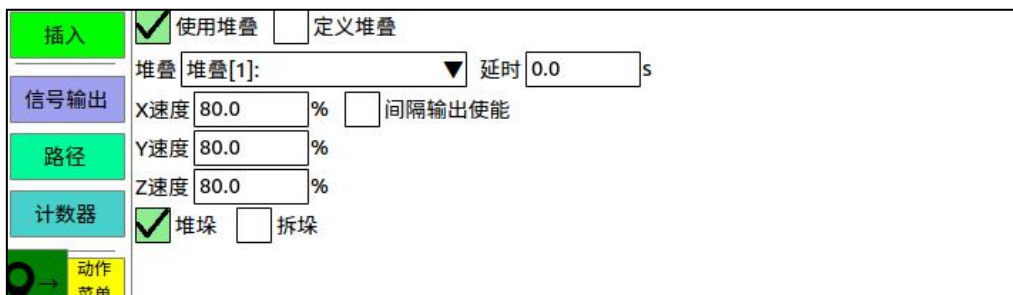 插入
信号输出
路径
计数器
动作
菜单
使用堆叠 定义堆叠
堆叠 堆叠[1]: 延时 0.0 s
X速度 80.0 % 间隔输出使能
Y速度 80.0 %
Z速度 80.0 %
堆垛 拆垛